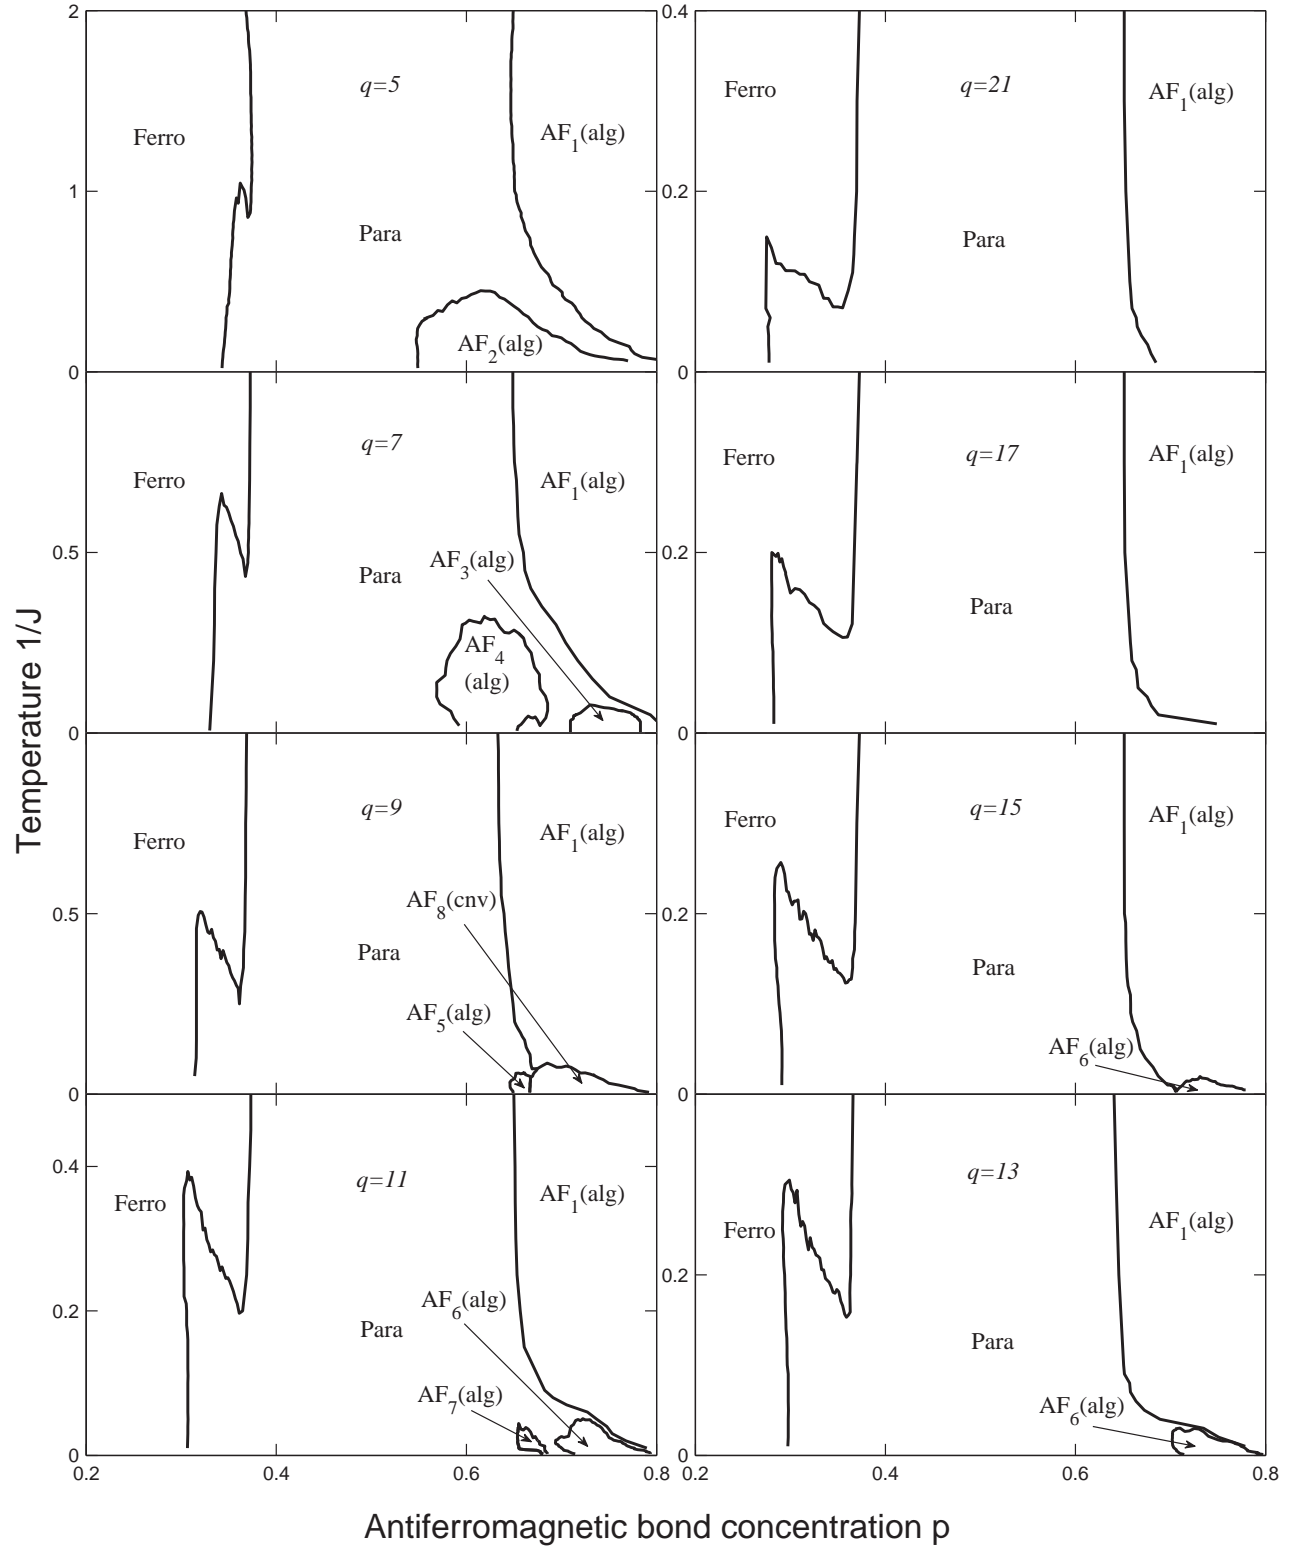 Temperature 1/J
2
1
0
q=5
Ferro
Para
AF1(alg)
AF2(alg)
0.5
0
q=7
Ferro
Para
AF1(alg)
AF3(alg)
AF4
(alg)
0.5
0
q=9
Ferro
Para
AF1(alg)
AF8(cnv)
AF5(alg)
0.4
0.2
0
q=11
Ferro
Para
AF1(alg)
AF6(alg)
AF7(alg)
0.2
0.4
0.6
0.8
0.4
0.2
0
q=21
Ferro
Para
AF1(alg)
0.2
0
q=17
Ferro
Para
AF1(alg)
0.2
0
q=15
Ferro
Para
AF1(alg)
AF6(alg)
0.2
0
q=13
Ferro
Para
AF1(alg)
AF6(alg)
0.2
0.4
0.6
0.8
Antiferromagnetic bond concentration p